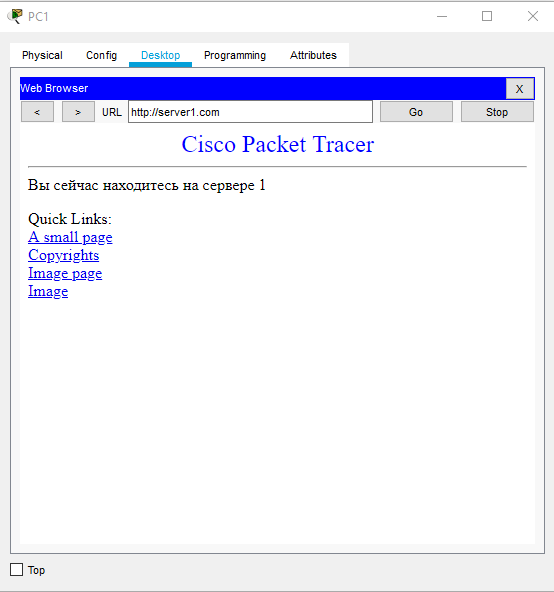 PC1
Physical Config Desktop Programming Attributes
Web Browser X
< > URL http://server1.com Go Stop
Cisco Packet Tracer
Вы сейчас находитесь на сервере 1
Quick Links:
A small page
Copyrights
Image page
Image
Top